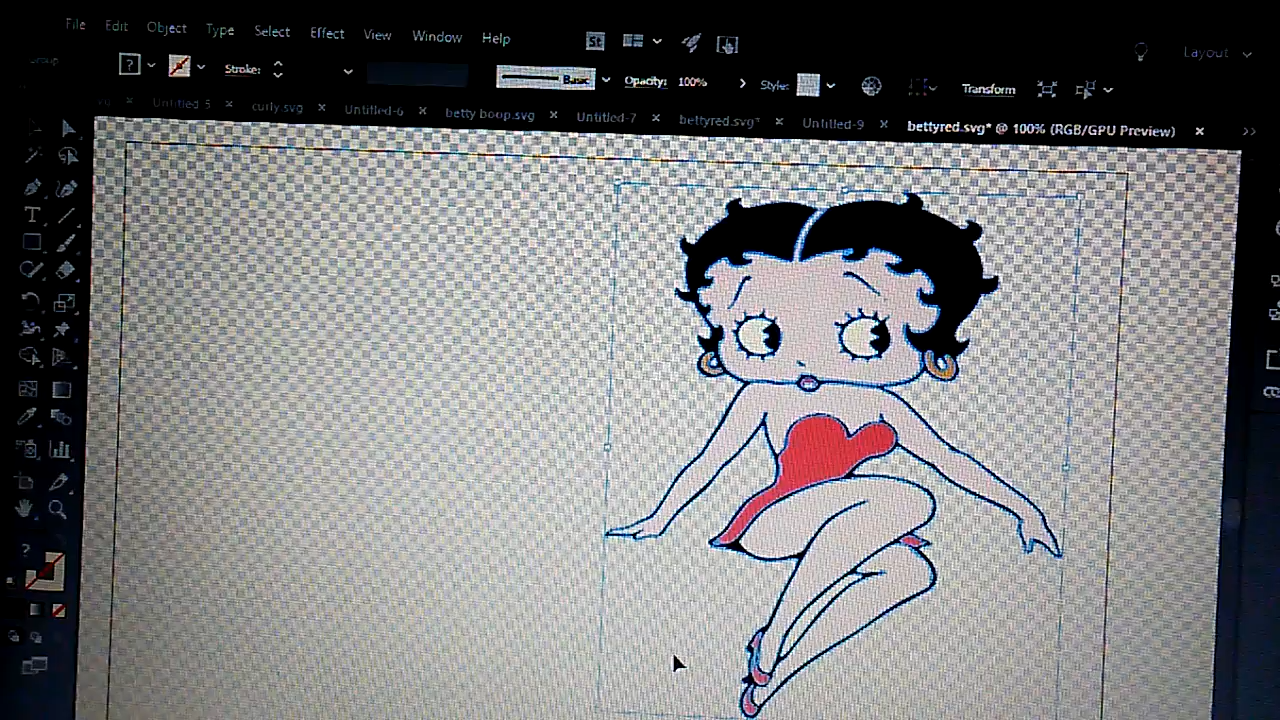 File Edit Object Type Select Effect View Window Help St Layout
? Stroke: Basic Opacity: 100% Style: Transform
Untitled-5 curly.svg Untitled-6 betty boop.svg Untitled-7 bettyred.svg* Untitled-9 bettyred.svg* @ 100% (RGB/GPU Preview)
T
?